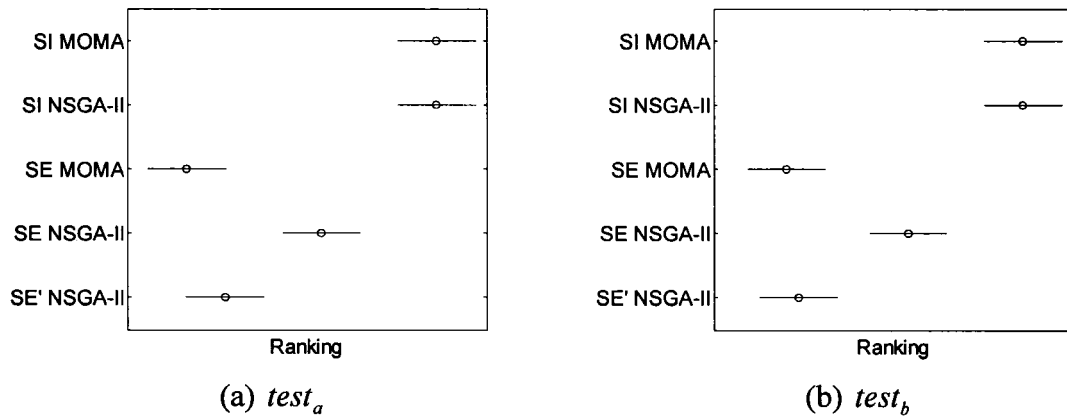 SI MOMA
SI NSGA-II
SE MOMA
SE NSGA-II
SE' NSGA-II
Ranking
(a) test_a
SI MOMA
SI NSGA-II
SE MOMA
SE NSGA-II
SE' NSGA-II
Ranking
(b) test_b